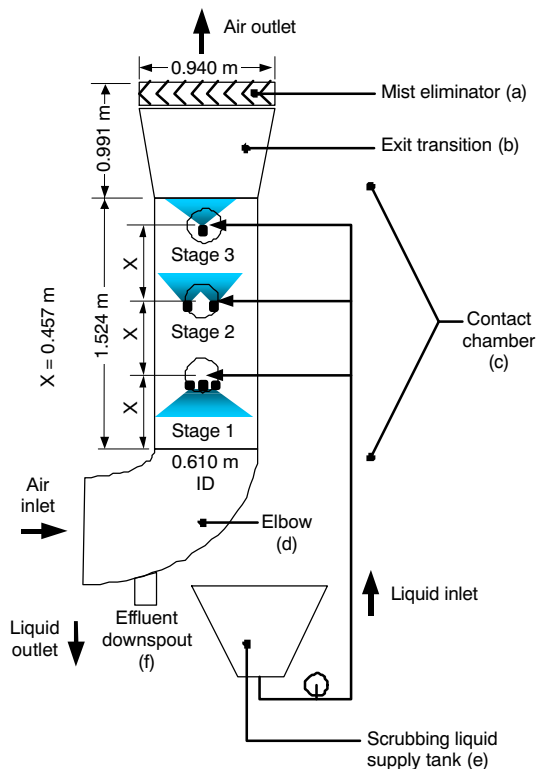 Air outlet
0.940 m
Mist eliminator (a)
0.991 m
Exit transition (b)
Stage 3
X
X = 0.457 m
1.524 m
Stage 2
X
Contact
chamber
(c)
X
Stage 1
0.610 m
ID
Air
inlet
Elbow
(d)
Liquid inlet
Effluent
downspout
(f)
Liquid
outlet
Scrubbing liquid
supply tank (e)